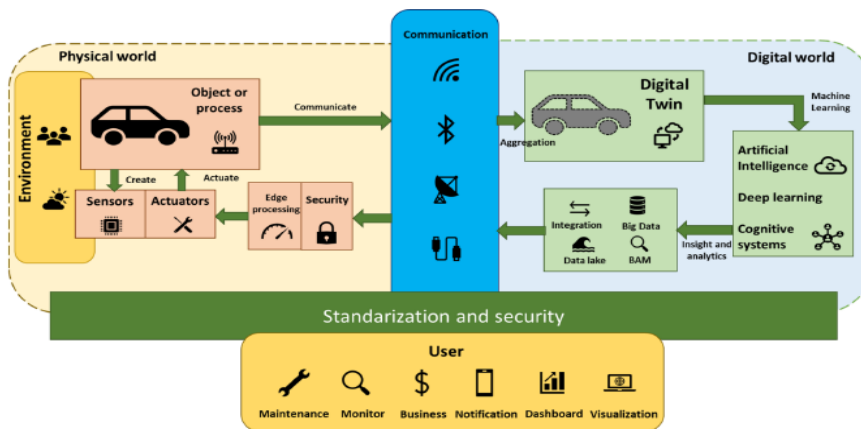 Physical world
Communication
Digital world
Environment
Object or
process
Communicate
Create
Actuate
Sensors
Actuators
Edge
processing
Security
Aggregation
Digital
Twin
Machine
Learning
Artificial
Intelligence
Deep learning
Cognitive
systems
Insight and
analytics
Integration
Big Data
Data lake
BAM
Standarization and security
User
Maintenance
Monitor
Business
Notification
Dashboard
Visualization